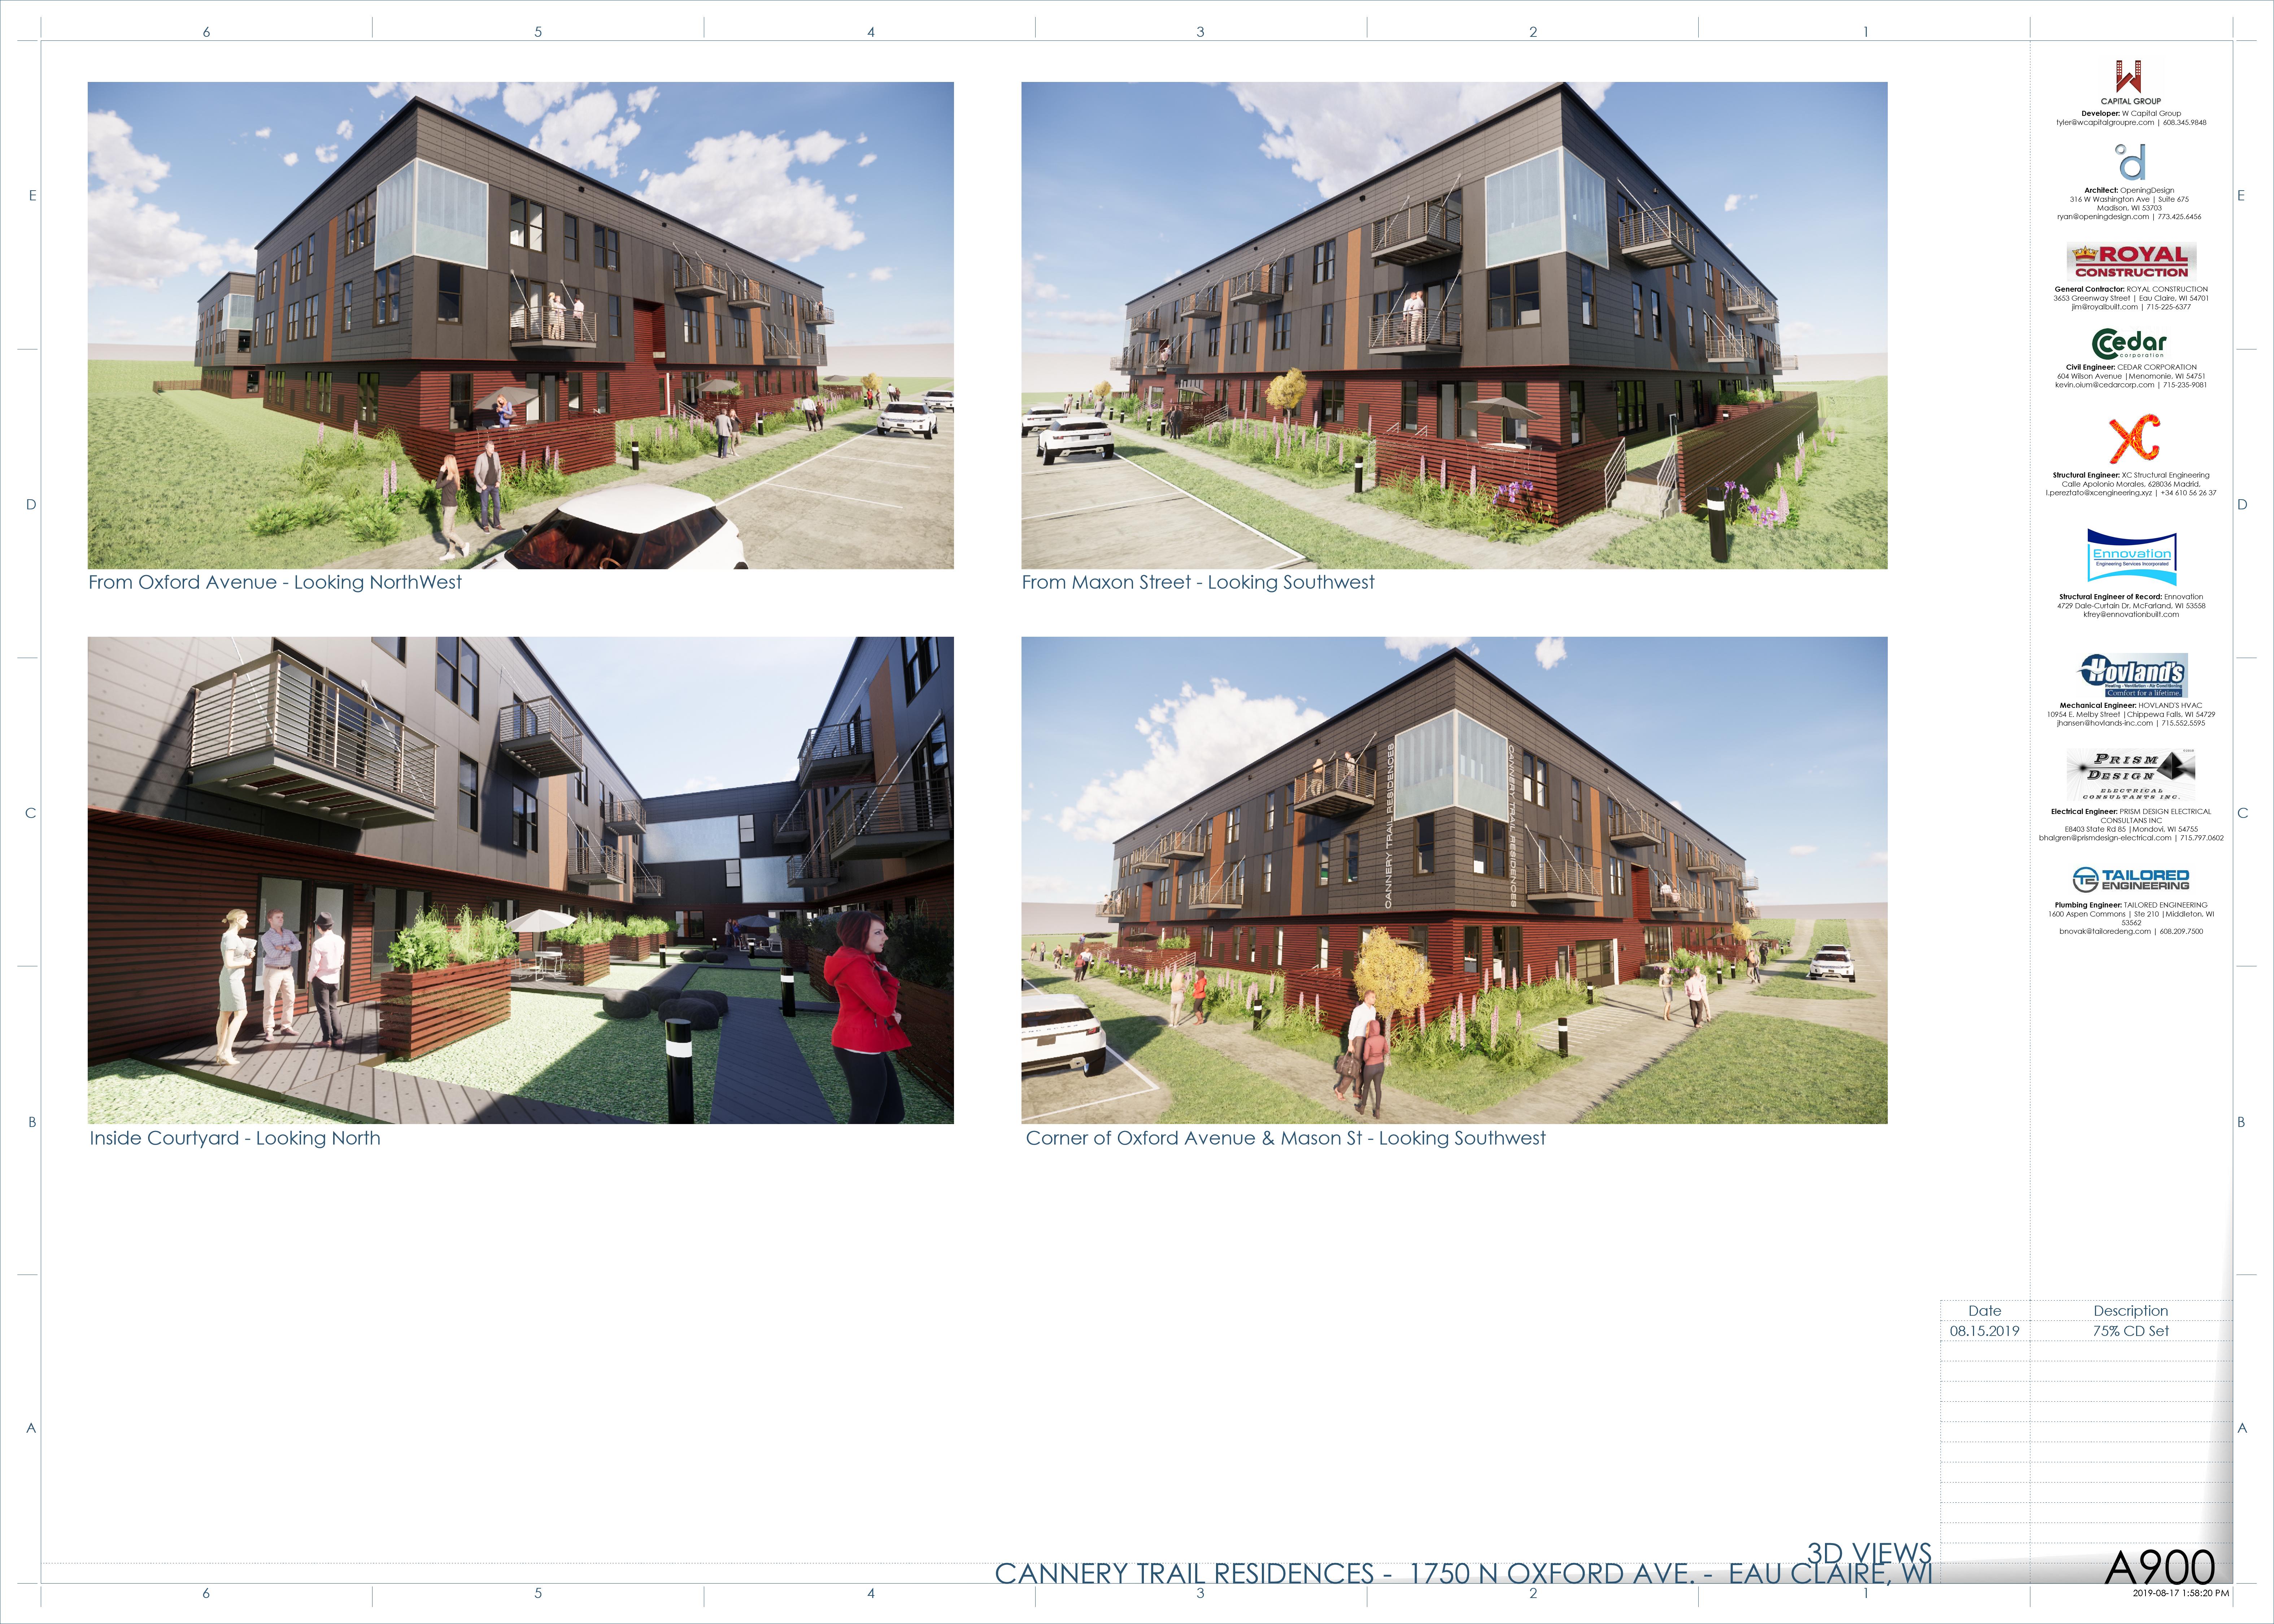 6 5 4 3 2 1
E E
D D
C C
B B
A A
From Oxford Avenue - Looking NorthWest
From Maxon Street - Looking Southwest
CANNERY TRAIL RESIDENCES
CANNERY TRAIL RESIDENCES
Inside Courtyard - Looking North
Corner of Oxford Avenue & Mason St - Looking Southwest
W
CAPITAL GROUP
Developer: W Capital Group
tyler@wcapitalgroupre.com | 608.345.9848
d
Architect: OpeningDesign
316 W Washington Ave | Suite 675
Madison, WI 53703
ryan@openingdesign.com | 773.425.6456
ROYAL
CONSTRUCTION
General Contractor: ROYAL CONSTRUCTION
3653 Greenway Street | Eau Claire, WI 54701
jim@royalbuilt.com | 715-225-6377
Cedar
corporation
Civil Engineer: CEDAR CORPORATION
604 Wilson Avenue |Menomonie, WI 54751
kevin.oium@cedarcorp.com | 715-235-9081
XC
Structural Engineer: XC Structural Engineering
Calle Apolonio Morales, 628036 Madrid,
l.pereztato@xcengineering.xyz | +34 610 56 26 37
Ennovation
Engineering Services Incorporated
Structural Engineer of Record: Ennovation
4729 Dale-Curtain Dr, McFarland, WI 53558
kfrey@ennovationbuilt.com
Hovland's
Heating - Ventilation - Air Conditioning
Comfort for a lifetime.
Mechanical Engineer: HOVLAND'S HVAC
10954 E. Melby Street |Chippewa Falls, WI 54729
jhansen@hovlands-inc.com | 715.552.5595
PRISM
DESIGN
ELECTRICAL
CONSULTANTS INC.
Electrical Engineer: PRISM DESIGN ELECTRICAL
CONSULTANS INC
E8403 State Rd 85 |Mondovi, WI 54755
bhalgren@prismdesign-electrical.com | 715.797.0602
TE TAILORED
ENGINEERING
Plumbing Engineer: TAILORED ENGINEERING
1600 Aspen Commons | Ste 210 |Middleton, WI
53562
bnovak@tailoredeng.com | 608.209.7500
Date Description
08.15.2019 75% CD Set
3D VIEWS
CANNERY TRAIL RESIDENCES - 1750 N OXFORD AVE. - EAU CLAIRE, WI
A900
2019-08-17 1:58:20 PM
6 5 4 3 2 1